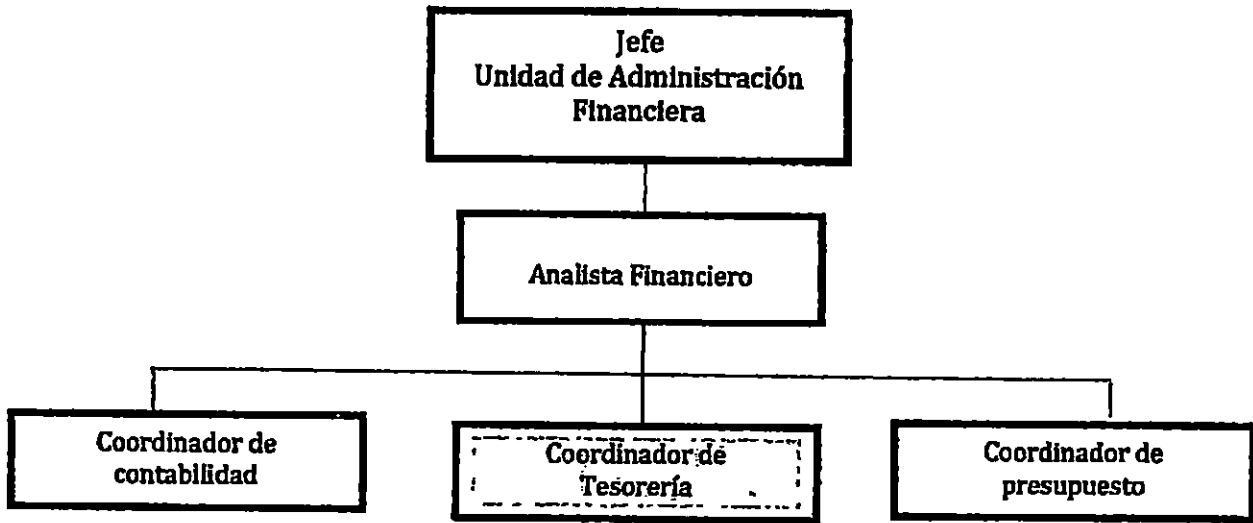 Jefe
Unidad de Administración
Financiera
Analista Financiero
Coordinador de
contabilidad
Coordinador de
Tesorería
Coordinador de
presupuesto